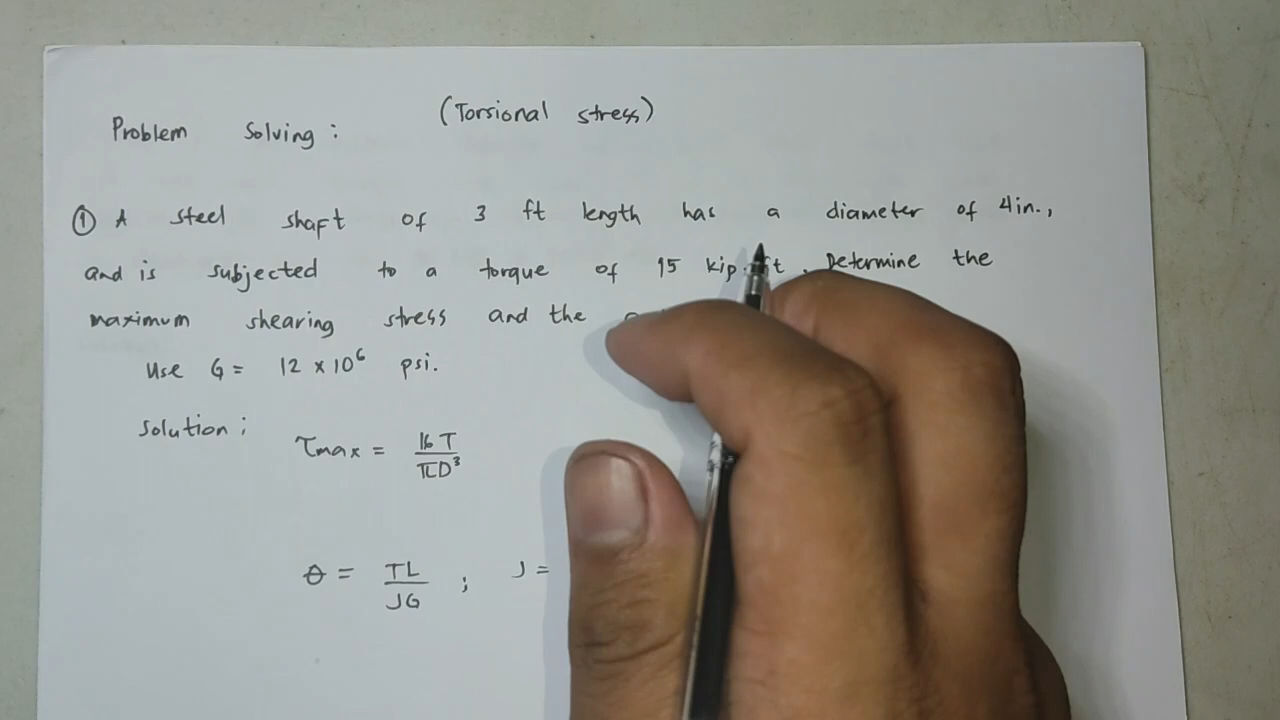 (Torsional stress)
Problem Solving:
① A steel shaft of 3 ft length has a diameter of 4in.,
and is subjected to a torque of 15 kip.ft. Determine the
maximum shearing stress and the
Use G = 12 × 10⁶ psi.
Solution:
τmax = 16T / πD³
θ = TL / JG ; J =